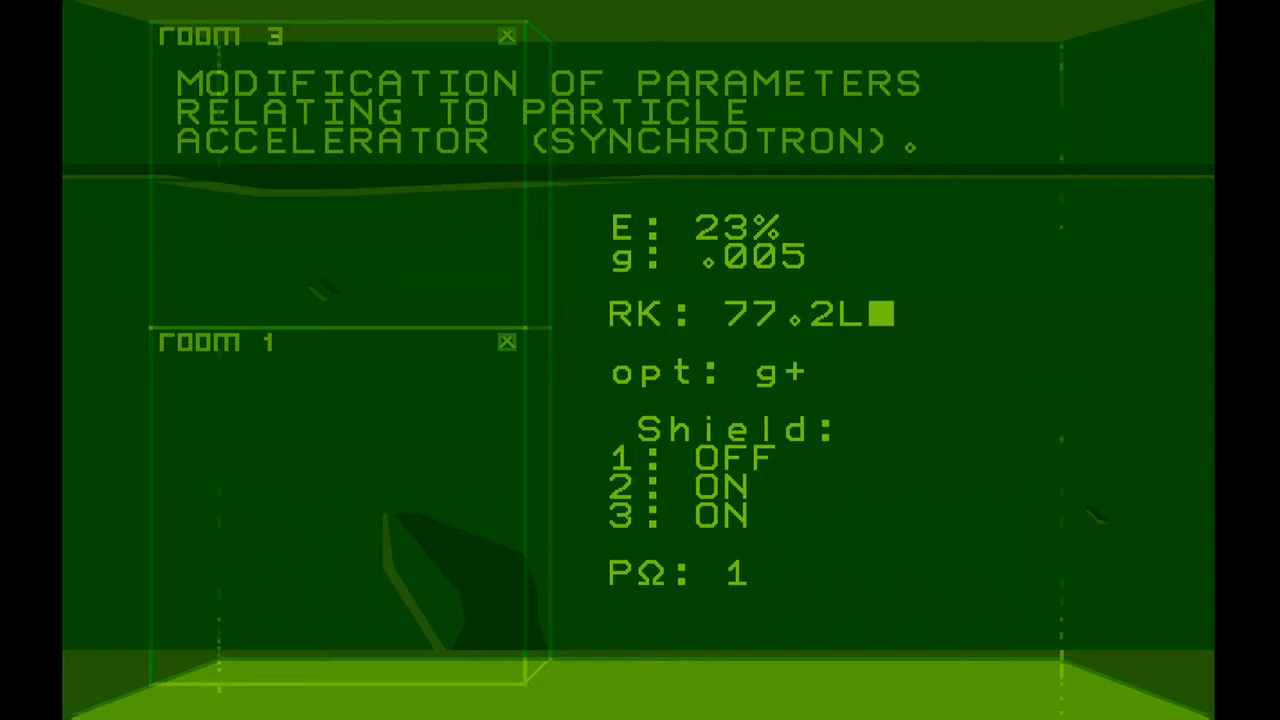 room 3
MODIFICATION OF PARAMETERS
RELATING TO PARTICLE
ACCELERATOR (SYNCHROTRON).
E: 23%
g: .005
RK: 77.2L
room 1
opt: g+
Shield:
1: OFF
2: ON
3: ON
PΩ: 1